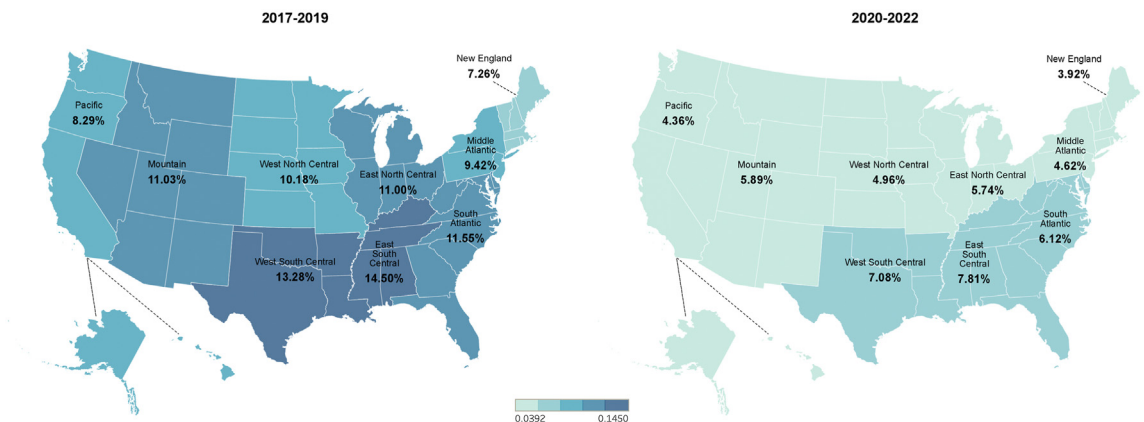 2017-2019
New England
7.26%
Pacific
8.29%
Middle
Atlantic
9.42%
Mountain
11.03%
West North Central
10.18%
East North Central
11.00%
South
Atlantic
11.55%
West South Central
13.28%
East
South
Central
14.50%
2020-2022
New England
3.92%
Pacific
4.36%
Middle
Atlantic
4.62%
Mountain
5.89%
West North Central
4.96%
East North Central
5.74%
South
Atlantic
6.12%
West South Central
7.08%
East
South
Central
7.81%
0.0392
0.1450